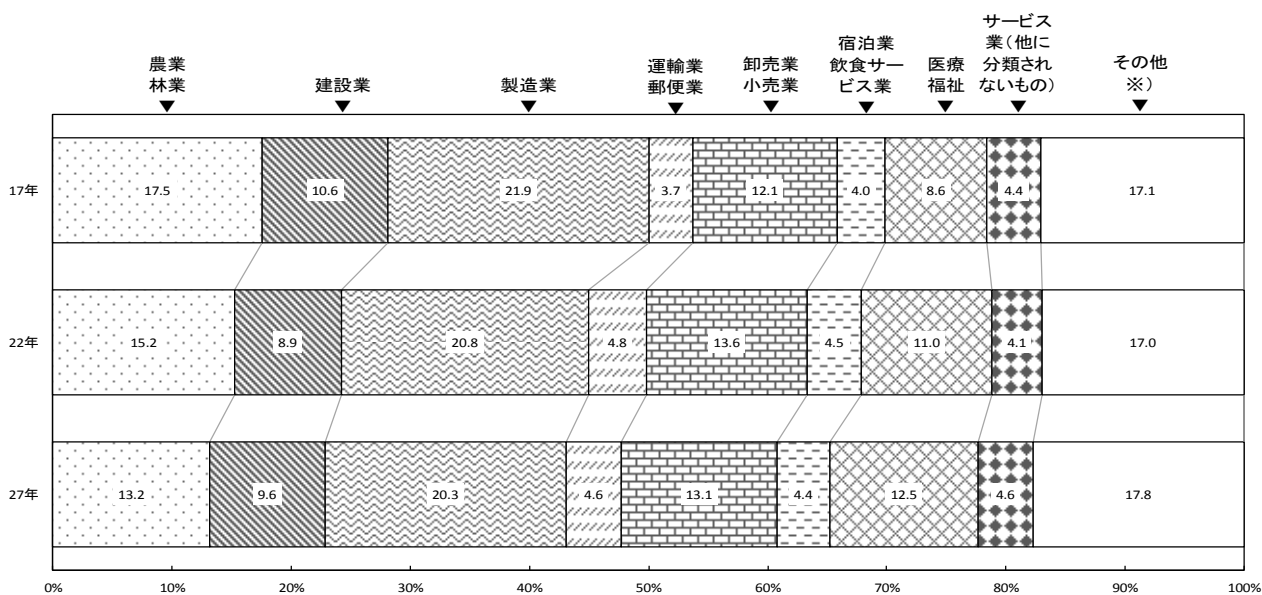 農業
林業
建設業
製造業
運輸業
郵便業
卸売業
小売業
宿泊業
飲食サー
ビス業
医療
福祉
サービス
業(他に
分類され
ないもの)
その他
※)
17年
17.5
10.6
21.9
3.7
12.1
4.0
8.6
4.4
17.1
22年
15.2
8.9
20.8
4.8
13.6
4.5
11.0
4.1
17.0
27年
13.2
9.6
20.3
4.6
13.1
4.4
12.5
4.6
17.8
0%
10%
20%
30%
40%
50%
60%
70%
80%
90%
100%